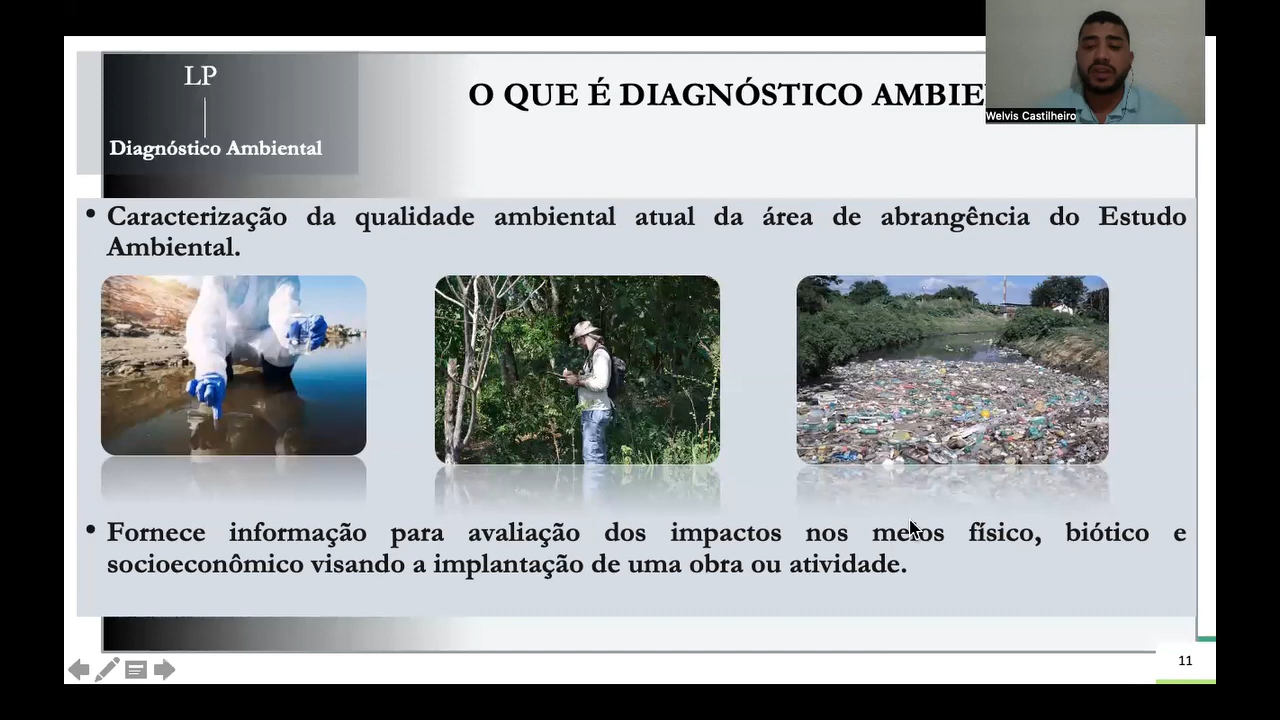 LP
Diagnóstico Ambiental
O QUE É DIAGNÓSTICO
Welvis Castilheiro
• Caracterização da qualidade ambiental atual da área de abrangência do Estudo
Ambiental.
• Fornece informação para avaliação dos impactos nos meios físico, biótico e
socioeconômico visando a implantação de uma obra ou atividade.
11